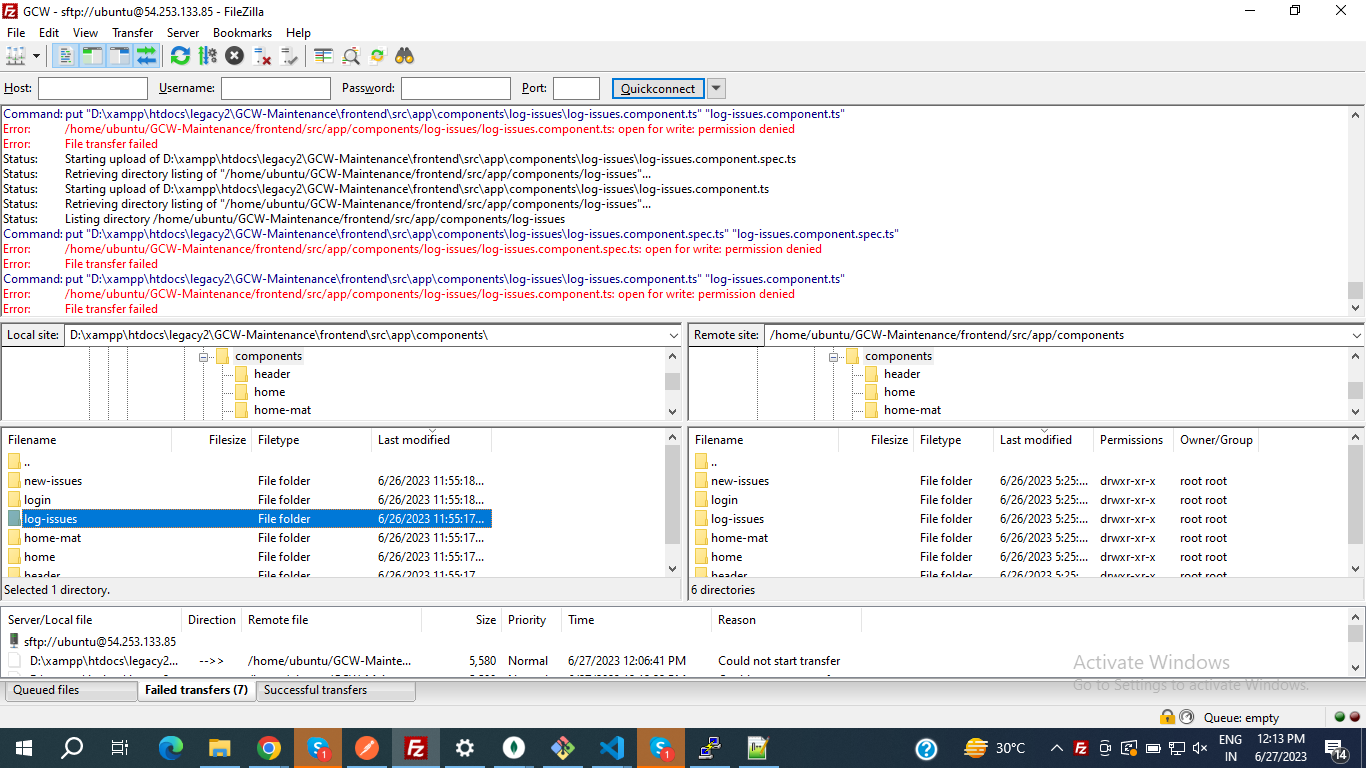 GCW - sftp://ubuntu@54.253.133.85 - FileZilla
File Edit View Transfer Server Bookmarks Help
Host: Username: Password: Port: Quickconnect
Command: put "D:\xampp\htdocs\legacy2\GCW-Maintenance\frontend\src\app\components\log-issues\log-issues.component.ts" "log-issues.component.ts"
Error: /home/ubuntu/GCW-Maintenance/frontend/src/app/components/log-issues/log-issues.component.ts: open for write: permission denied
Error: File transfer failed
Status: Starting upload of D:\xampp\htdocs\legacy2\GCW-Maintenance\frontend\src\app\components\log-issues\log-issues.component.spec.ts
Status: Retrieving directory listing of "/home/ubuntu/GCW-Maintenance/frontend/src/app/components/log-issues"...
Status: Starting upload of D:\xampp\htdocs\legacy2\GCW-Maintenance\frontend\src\app\components\log-issues\log-issues.component.ts
Status: Retrieving directory listing of "/home/ubuntu/GCW-Maintenance/frontend/src/app/components/log-issues"...
Status: Listing directory /home/ubuntu/GCW-Maintenance/frontend/src/app/components/log-issues
Command: put "D:\xampp\htdocs\legacy2\GCW-Maintenance\frontend\src\app\components\log-issues\log-issues.component.spec.ts" "log-issues.component.spec.ts"
Error: /home/ubuntu/GCW-Maintenance/frontend/src/app/components/log-issues/log-issues.component.spec.ts: open for write: permission denied
Error: File transfer failed
Command: put "D:\xampp\htdocs\legacy2\GCW-Maintenance\frontend\src\app\components\log-issues\log-issues.component.ts" "log-issues.component.ts"
Error: /home/ubuntu/GCW-Maintenance/frontend/src/app/components/log-issues/log-issues.component.ts: open for write: permission denied
Error: File transfer failed
Local site: D:\xampp\htdocs\legacy2\GCW-Maintenance\frontend\src\app\components\
components
header
home
home-mat
Filename Filesize Filetype Last modified
..
new-issues File folder 6/26/2023 11:55:18...
login File folder 6/26/2023 11:55:18...
log-issues File folder 6/26/2023 11:55:17...
home-mat File folder 6/26/2023 11:55:17...
home File folder 6/26/2023 11:55:17...
header File folder 6/26/2023 11:55:17
Selected 1 directory.
Remote site: /home/ubuntu/GCW-Maintenance/frontend/src/app/components
components
header
home
home-mat
Filename Filesize Filetype Last modified Permissions Owner/Group
..
new-issues File folder 6/26/2023 5:25:... drwxr-xr-x root root
login File folder 6/26/2023 5:25:... drwxr-xr-x root root
log-issues File folder 6/26/2023 5:25:... drwxr-xr-x root root
home-mat File folder 6/26/2023 5:25:... drwxr-xr-x root root
home File folder 6/26/2023 5:25:... drwxr-xr-x root root
header File folder 6/26/2023 5:25: drwxr-xr-x root root
6 directories
Server/Local file Direction Remote file Size Priority Time Reason
sftp://ubuntu@54.253.133.85
D:\xampp\htdocs\legacy2... -->> /home/ubuntu/GCW-Mainte... 5,580 Normal 6/27/2023 12:06:41 PM Could not start transfer
Queued files Failed transfers (7) Successful transfers
Activate Windows
Go to Settings to activate Windows.
Queue: empty
30°C
ENG
IN
12:13 PM
6/27/2023
14